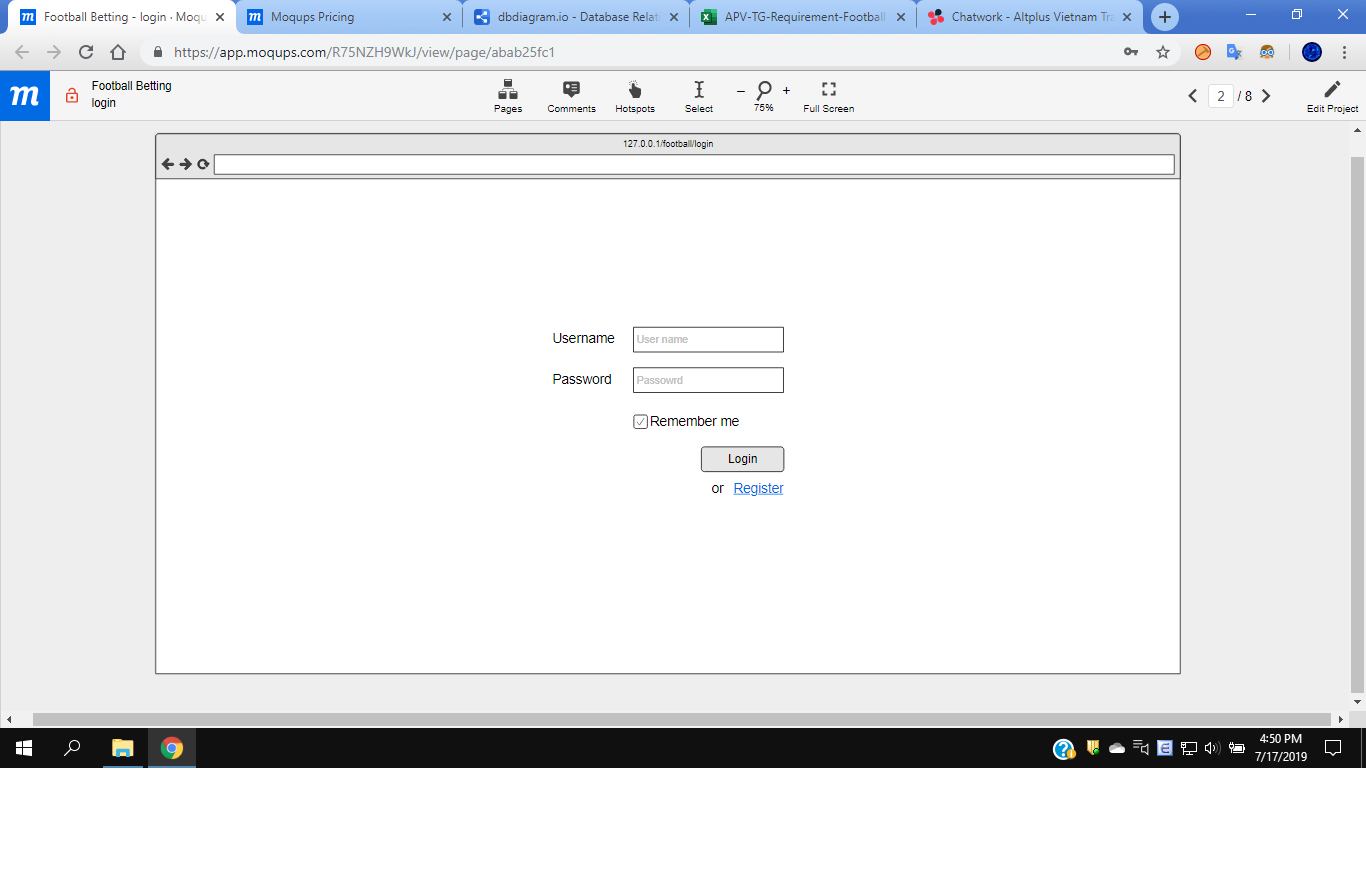 Football Betting - login · Moqu
Moqups Pricing
dbdiagram.io - Database Relati
APV-TG-Requirement-Football
Chatwork - Altplus Vietnam Tra
https://app.moqups.com/R75NZH9WkJ/view/page/abab25fc1
m
Football Betting
login
Pages
Comments
Hotspots
Select
− 75% +
Full Screen
2 / 8
Edit Project
127.0.0.1/football/login
Username
User name
Password
Passowrd
Remember me
Login
or Register
4:50 PM
7/17/2019